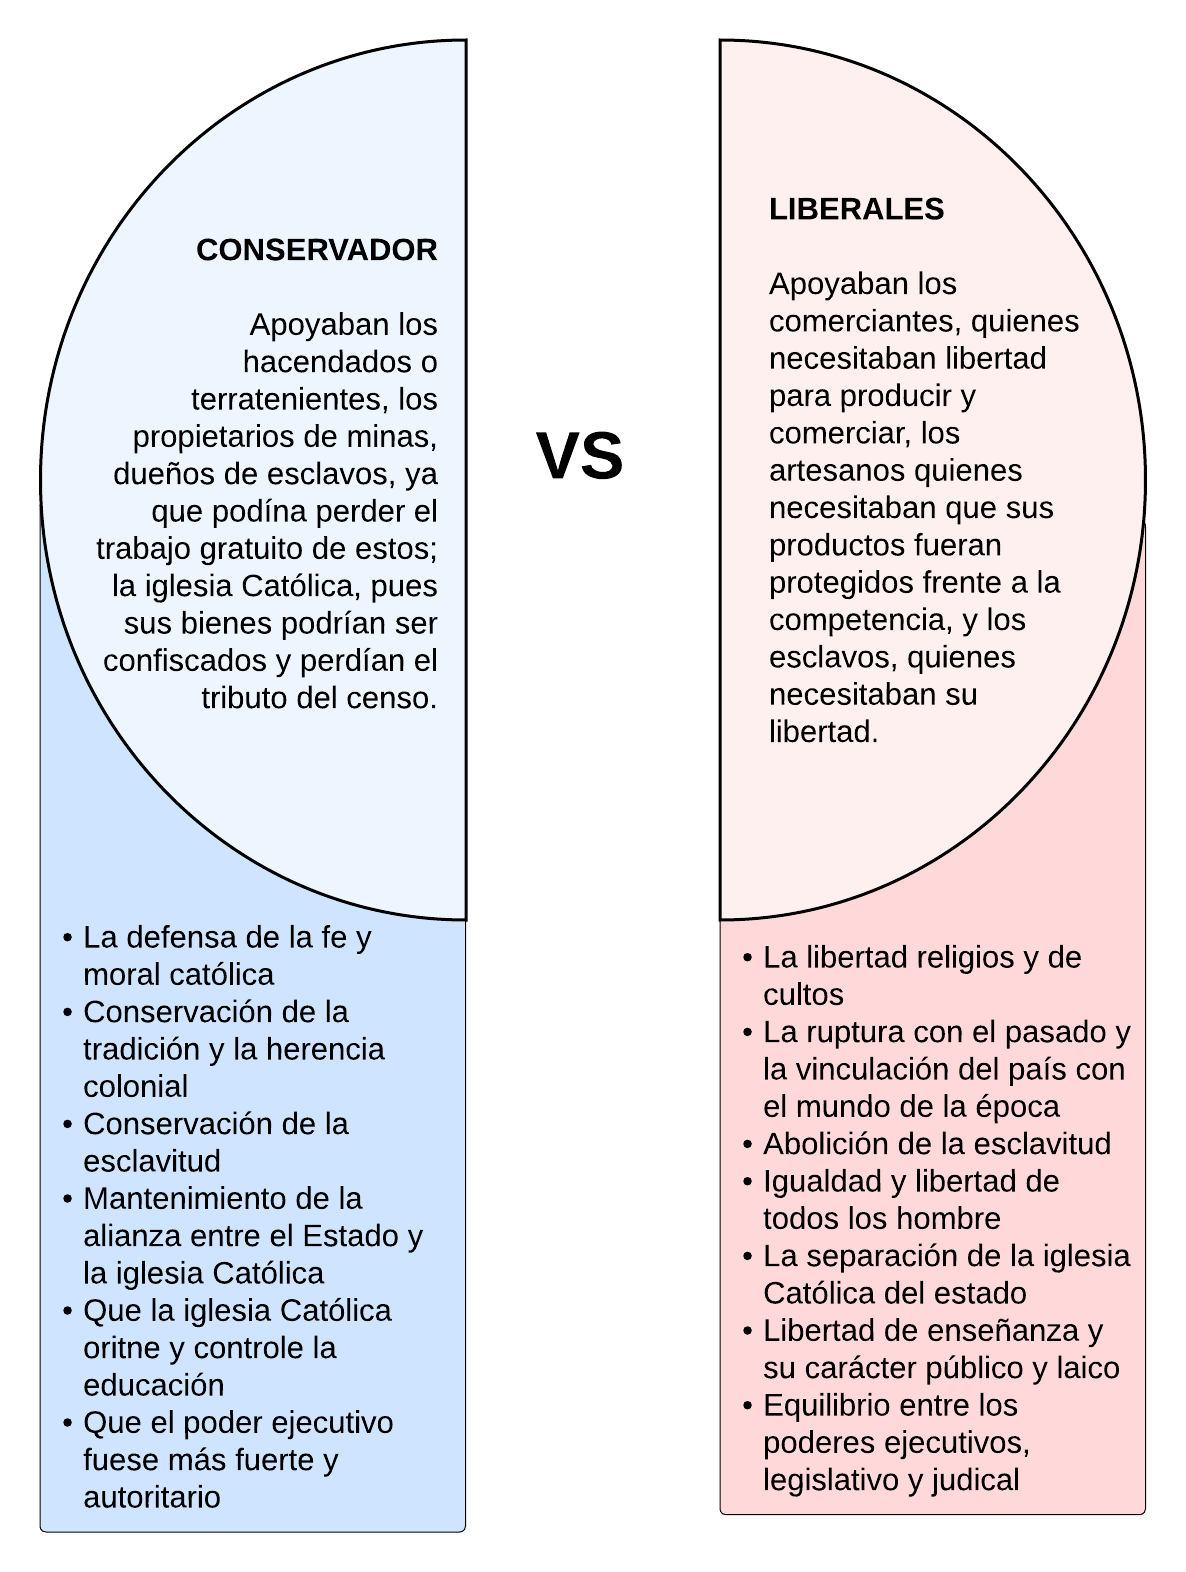 CONSERVADOR
Apoyaban los
hacendados o
terratenientes, los
propietarios de minas,
dueños de esclavos, ya
que podína perder el
trabajo gratuito de estos;
la iglesia Católica, pues
sus bienes podrían ser
confiscados y perdían el
tributo del censo.
• La defensa de la fe y
moral católica
• Conservación de la
tradición y la herencia
colonial
• Conservación de la
esclavitud
• Mantenimiento de la
alianza entre el Estado y
la iglesia Católica
• Que la iglesia Católica
oritne y controle la
educación
• Que el poder ejecutivo
fuese más fuerte y
autoritario
VS
LIBERALES
Apoyaban los
comerciantes, quienes
necesitaban libertad
para producir y
comerciar, los
artesanos quienes
necesitaban que sus
productos fueran
protegidos frente a la
competencia, y los
esclavos, quienes
necesitaban su
libertad.
• La libertad religios y de
cultos
• La ruptura con el pasado y
la vinculación del país con
el mundo de la época
• Abolición de la esclavitud
• Igualdad y libertad de
todos los hombre
• La separación de la iglesia
Católica del estado
• Libertad de enseñanza y
su carácter público y laico
• Equilibrio entre los
poderes ejecutivos,
legislativo y judical